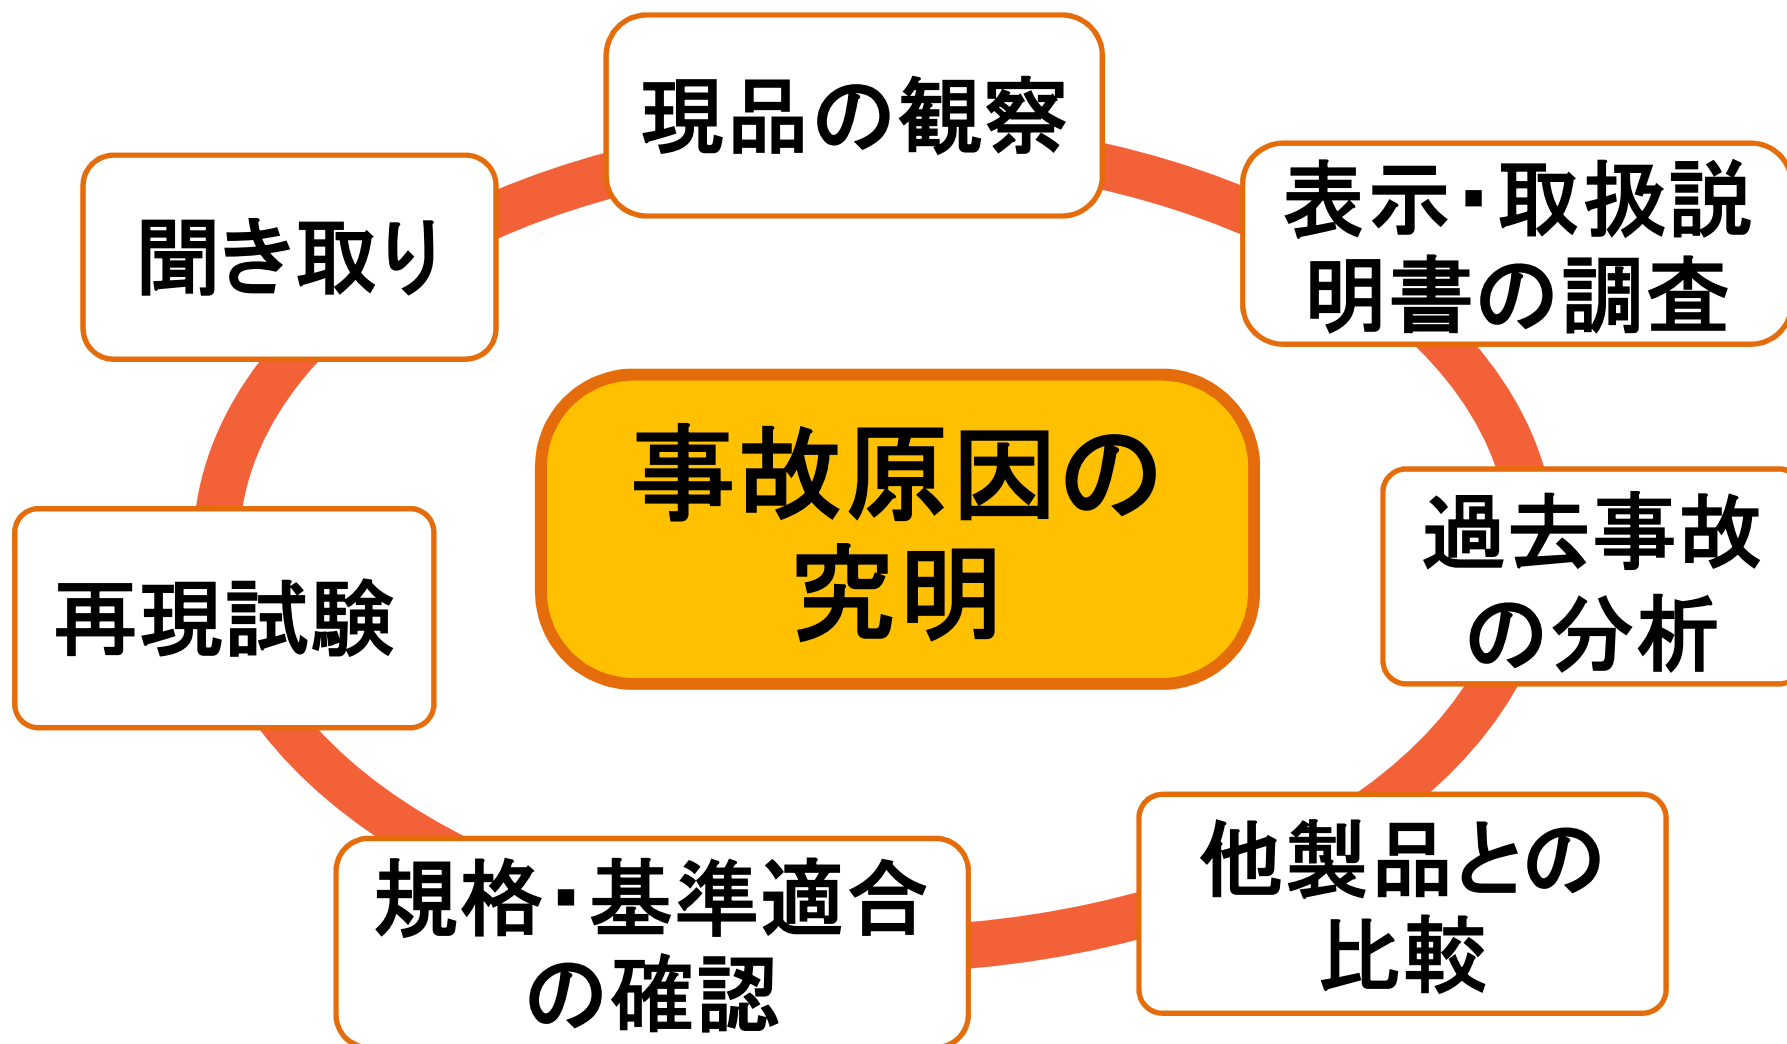 現品の観察
表示・取扱説
明書の調査
過去事故
の分析
他製品との
比較
規格・基準適合
の確認
再現試験
聞き取り
事故原因の
究明